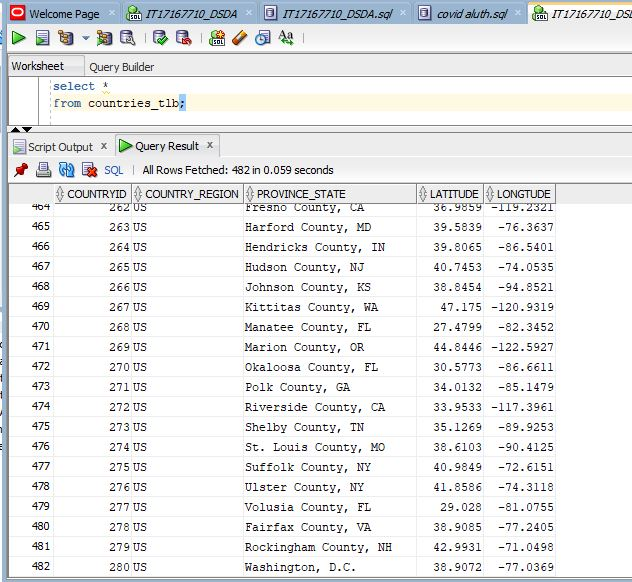 Welcome Page
IT17167710_DSDA
IT17167710_DSDA.sql
covid aluth.sql
IT17167710_DSD
Worksheet
Query Builder
select *
from countries_tlb;
Script Output
Query Result
SQL
All Rows Fetched: 482 in 0.059 seconds
COUNTRYID COUNTRY_REGION PROVINCE_STATE LATITUDE LONGTUDE
464 262 US Fresno County, CA 36.9859 -119.2321
465 263 US Harford County, MD 39.5839 -76.3637
466 264 US Hendricks County, IN 39.8065 -86.5401
467 265 US Hudson County, NJ 40.7453 -74.0535
468 266 US Johnson County, KS 38.8454 -94.8521
469 267 US Kittitas County, WA 47.175 -120.9319
470 268 US Manatee County, FL 27.4799 -82.3452
471 269 US Marion County, OR 44.8446 -122.5927
472 270 US Okaloosa County, FL 30.5773 -86.6611
473 271 US Polk County, GA 34.0132 -85.1479
474 272 US Riverside County, CA 33.9533 -117.3961
475 273 US Shelby County, TN 35.1269 -89.9253
476 274 US St. Louis County, MO 38.6103 -90.4125
477 275 US Suffolk County, NY 40.9849 -72.6151
478 276 US Ulster County, NY 41.8586 -74.3118
479 277 US Volusia County, FL 29.028 -81.0755
480 278 US Fairfax County, VA 38.9085 -77.2405
481 279 US Rockingham County, NH 42.9931 -71.0498
482 280 US Washington, D.C. 38.9072 -77.0369